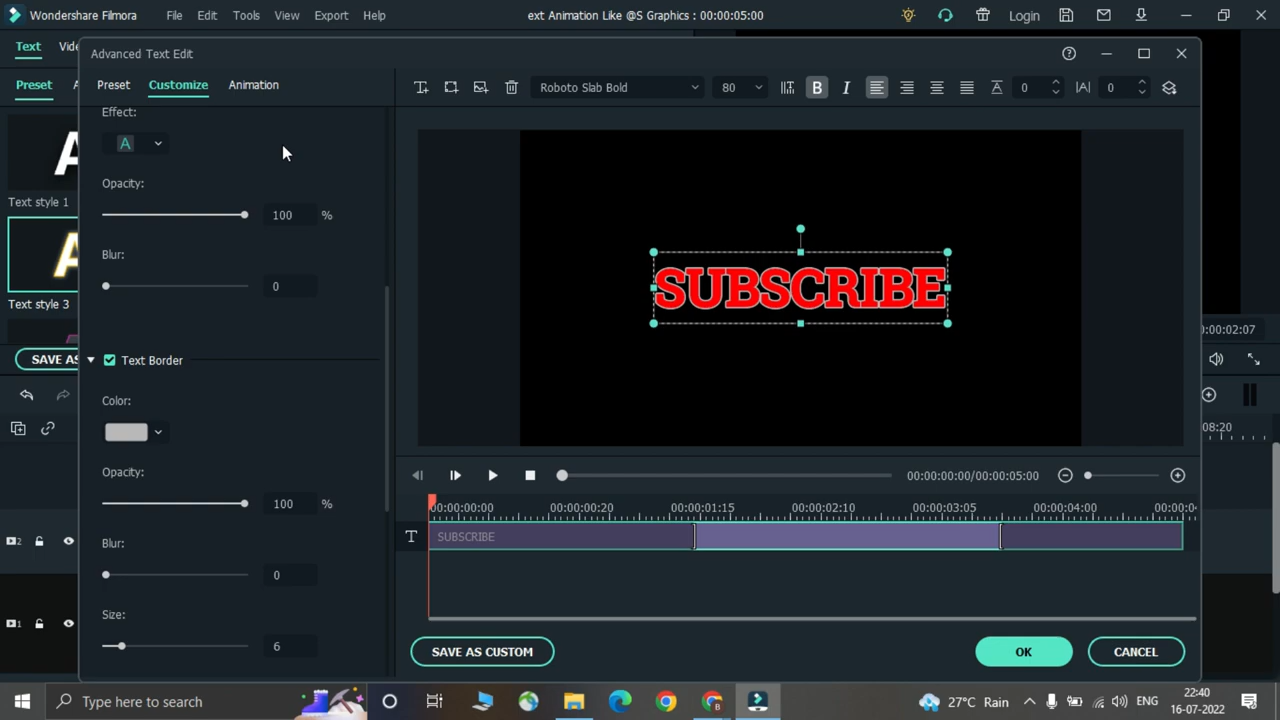 Wondershare Filmora File Edit Tools View Export Help ext Animation Like @S Graphics : 00:00:05:00 Login
Text
Advanced Text Edit
Preset
Preset Customize Animation
Roboto Slab Bold 80 B I 0 0
Effect:
A
Opacity:
100 %
Text style 1
Blur:
0
SUBSCRIBE
Text style 3
00:02:07
SAVE AS
Text Border
Color:
08:20
Opacity:
100 %
00:00:00:00/00:00:05:00
00:00:00:00 00:00:00:20 00:00:01:15 00:00:02:10 00:00:03:05 00:00:04:00
T SUBSCRIBE
2
Blur:
0
1
Size:
6
SAVE AS CUSTOM OK CANCEL
Type here to search 27°C Rain ENG 22:40
16-07-2022